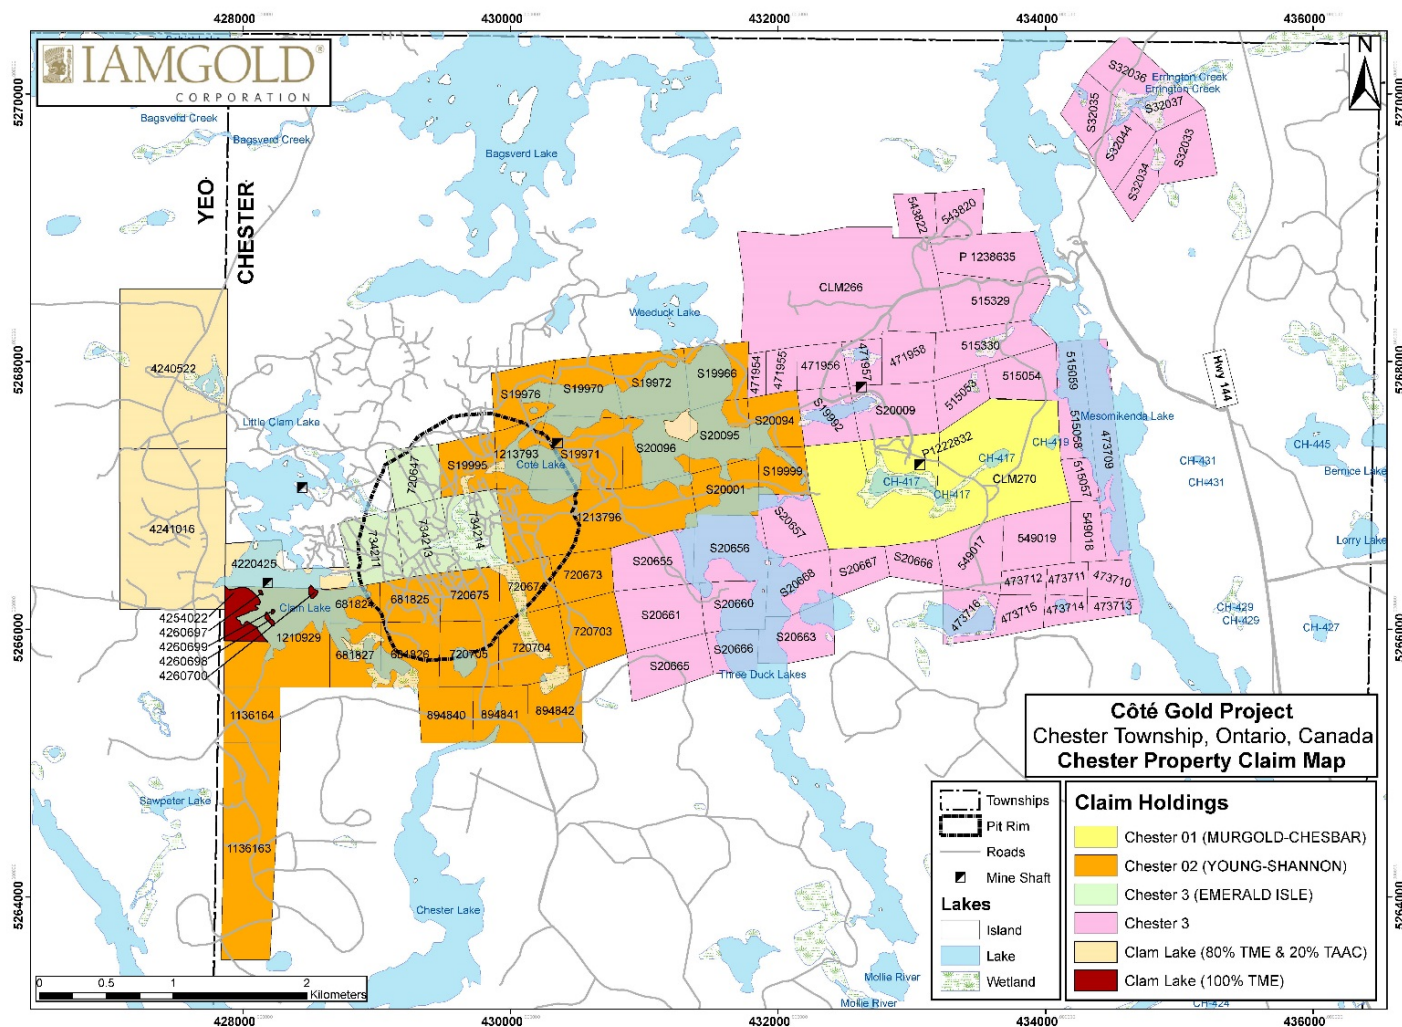 428000
430000
432000
434000
436000
IAMGOLD®
CORPORATION
N
5270000
5270000
Bagsverd Creek
Bagsverd Creek
Bagsverd Lake
YEO
CHESTER
S32036
Errington Creek
Errington Creek
S32035
S32037
S32044
S32033
S32034
543822
543820
P 1238635
CLM266
515329
Weeduck Lake
Hwy 144
5268000
5268000
4240522
S19976
S19970
S19972
S19966
471954
471955
471956
471957
471958
515330
515054
515059
515053
S19992
S20009
Mesomikenda Lake
Little Clam Lake
S20094
S20095
S20096
1213793
S19971
S19995
Coté Lake
720647
S19999
S20001
P1222832
CH-417
CH-417
CH-417
CH-419
CLM270
515058
473709
515057
CH-431
CH-431
CH-445
Bernice Lake
4241016
734211
734213
734214
1213796
S20657
S20656
S20655
549017
549019
549018
Lorry Lake
4220425
Clam Lake
681824
681825
720675
720674
720673
S20668
S20667
S20666
473712
473711
473710
4254022
4260697
4260699
4260698
4260700
1210929
681827
681826
720705
720704
720703
S20661
S20660
S20663
S20665
S20666
473716
473715
473714
473713
CH-429
CH-429
CH-427
5266000
5266000
Three Duck Lakes
1136164
894840
894841
894842
Côté Gold Project
Chester Township, Ontario, Canada
Chester Property Claim Map
Sawpeter Lake
1136163
Chester Lake
5264000
5264000
Mollie River
Mollie River
CH-424
Townships
Pit Rim
Roads
Mine Shaft
Lakes
Island
Lake
Wetland
Claim Holdings
Chester 01 (MURGOLD-CHESBAR)
Chester 02 (YOUNG-SHANNON)
Chester 3 (EMERALD ISLE)
Chester 3
Clam Lake (80% TME & 20% TAAC)
Clam Lake (100% TME)
0 0.5 1 2
Kilometers
428000
430000
432000
434000
436000